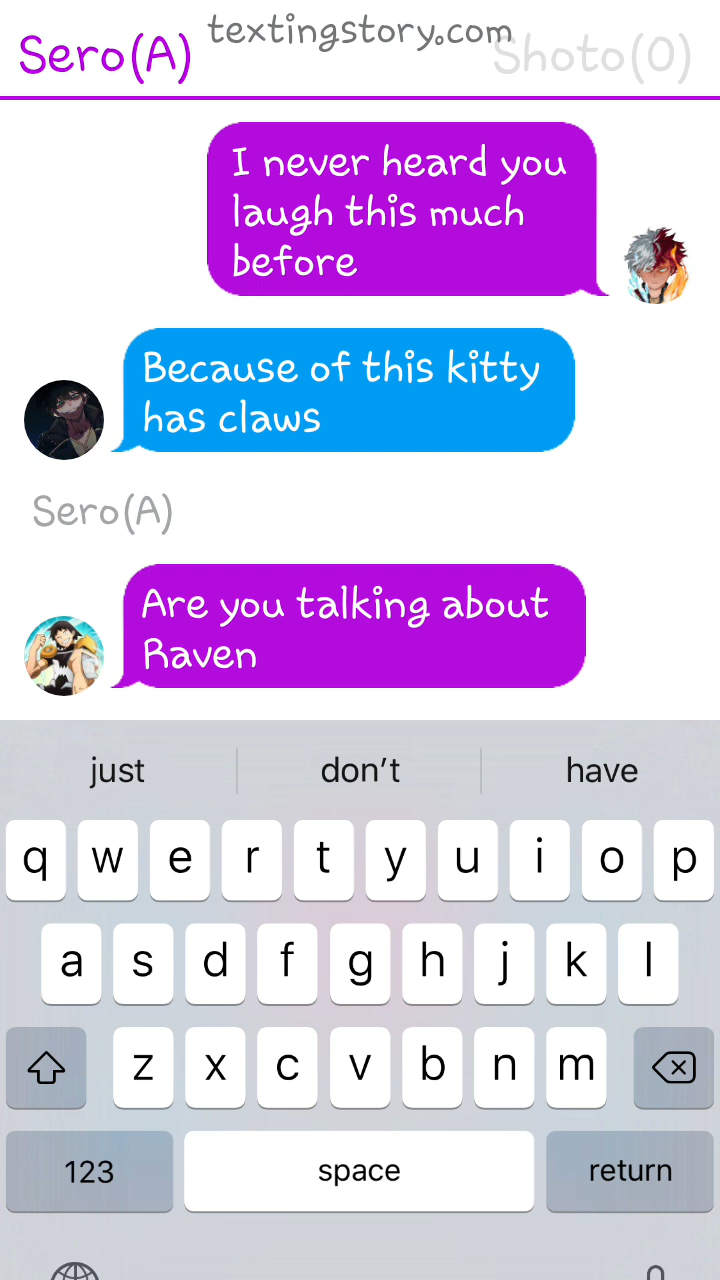 textingstory.com
Sero(A)
Shoto(O)
I never heard you
laugh this much
before
Because of this kitty
has claws
Sero(A)
Are you talking about
Raven
just
don't
have
q w e r t y u i o p
a s d f g h j k l
z x c v b n m
123
space
return